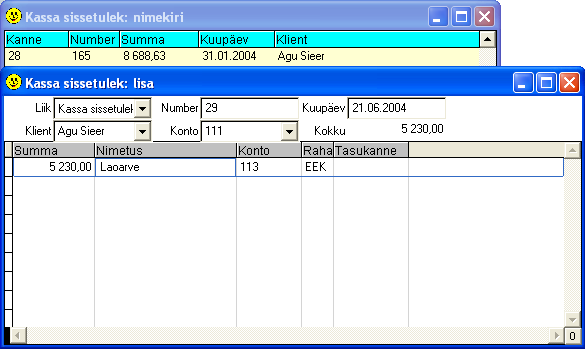 Kassa sissetulek: nimekiri
Kanne Number Summa Kuupäev Klient
28 165 8 688,63 31.01.2004 Agu Sieer
Kassa sissetulek: lisa
Liik Kassa sissetulek Number 29 Kuupäev 21.06.2004
Klient Agu Sieer Konto 111 Kokku 5 230,00
Summa Nimetus Konto Raha Tasukanne
5 230,00 Laoarve 113 EEK
0